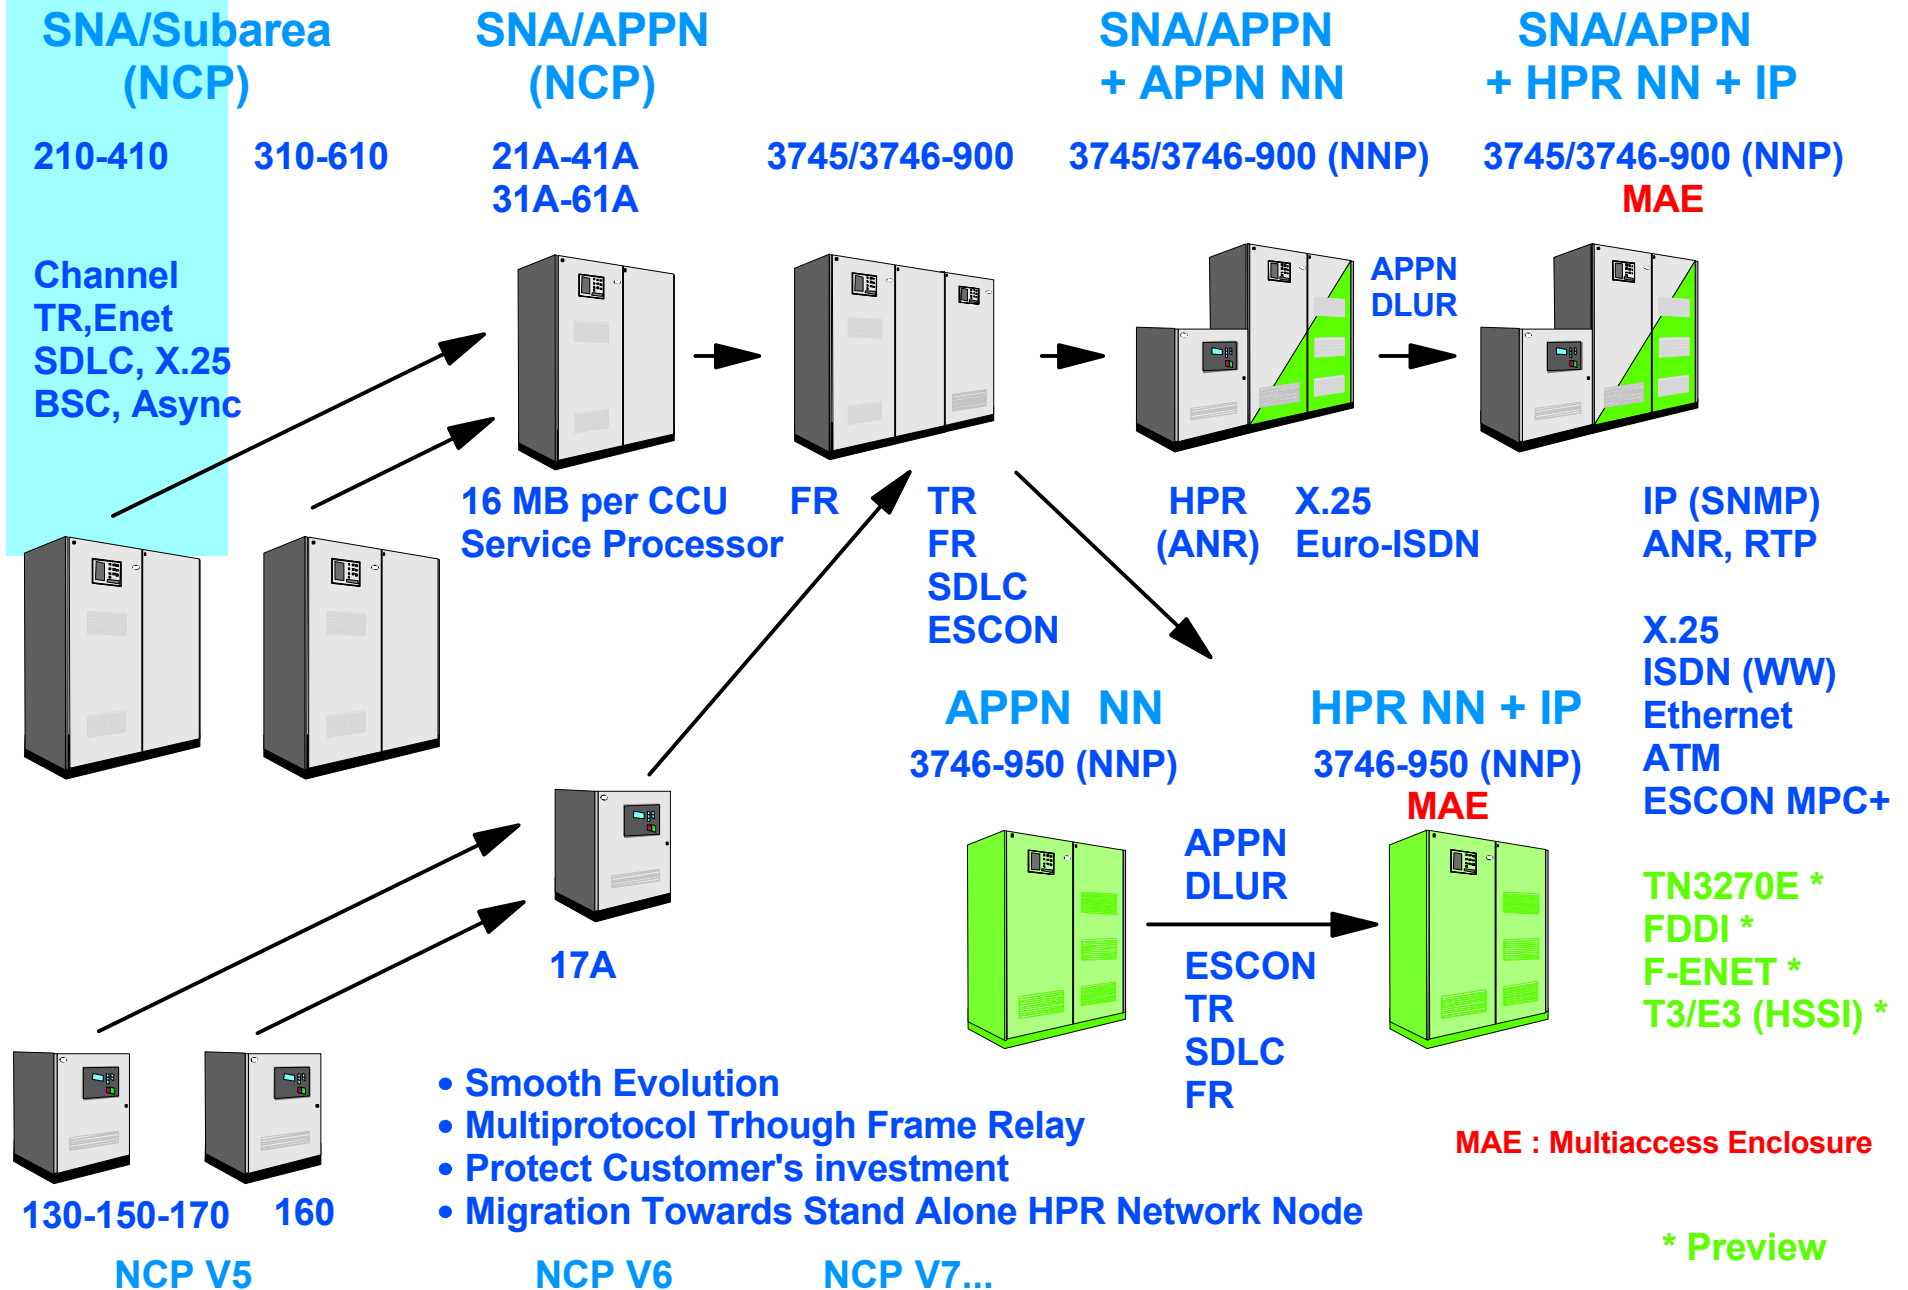 SNA/Subarea
(NCP)
SNA/APPN
(NCP)
SNA/APPN
+ APPN NN
SNA/APPN
+ HPR NN + IP
210-410
310-610
21A-41A
31A-61A
3745/3746-900
3745/3746-900 (NNP)
3745/3746-900 (NNP)
MAE
Channel
TR,Enet
SDLC, X.25
BSC, Async
APPN
DLUR
16 MB per CCU
Service Processor
FR
TR
FR
SDLC
ESCON
HPR
(ANR)
X.25
Euro-ISDN
IP (SNMP)
ANR, RTP
X.25
ISDN (WW)
Ethernet
ATM
ESCON MPC+
TN3270E *
FDDI *
F-ENET *
T3/E3 (HSSI) *
APPN NN
3746-950 (NNP)
HPR NN + IP
3746-950 (NNP)
MAE
APPN
DLUR
ESCON
TR
SDLC
FR
17A
130-150-170
160
• Smooth Evolution
• Multiprotocol Trhough Frame Relay
• Protect Customer's investment
• Migration Towards Stand Alone HPR Network Node
MAE : Multiaccess Enclosure
* Preview
NCP V5
NCP V6
NCP V7...